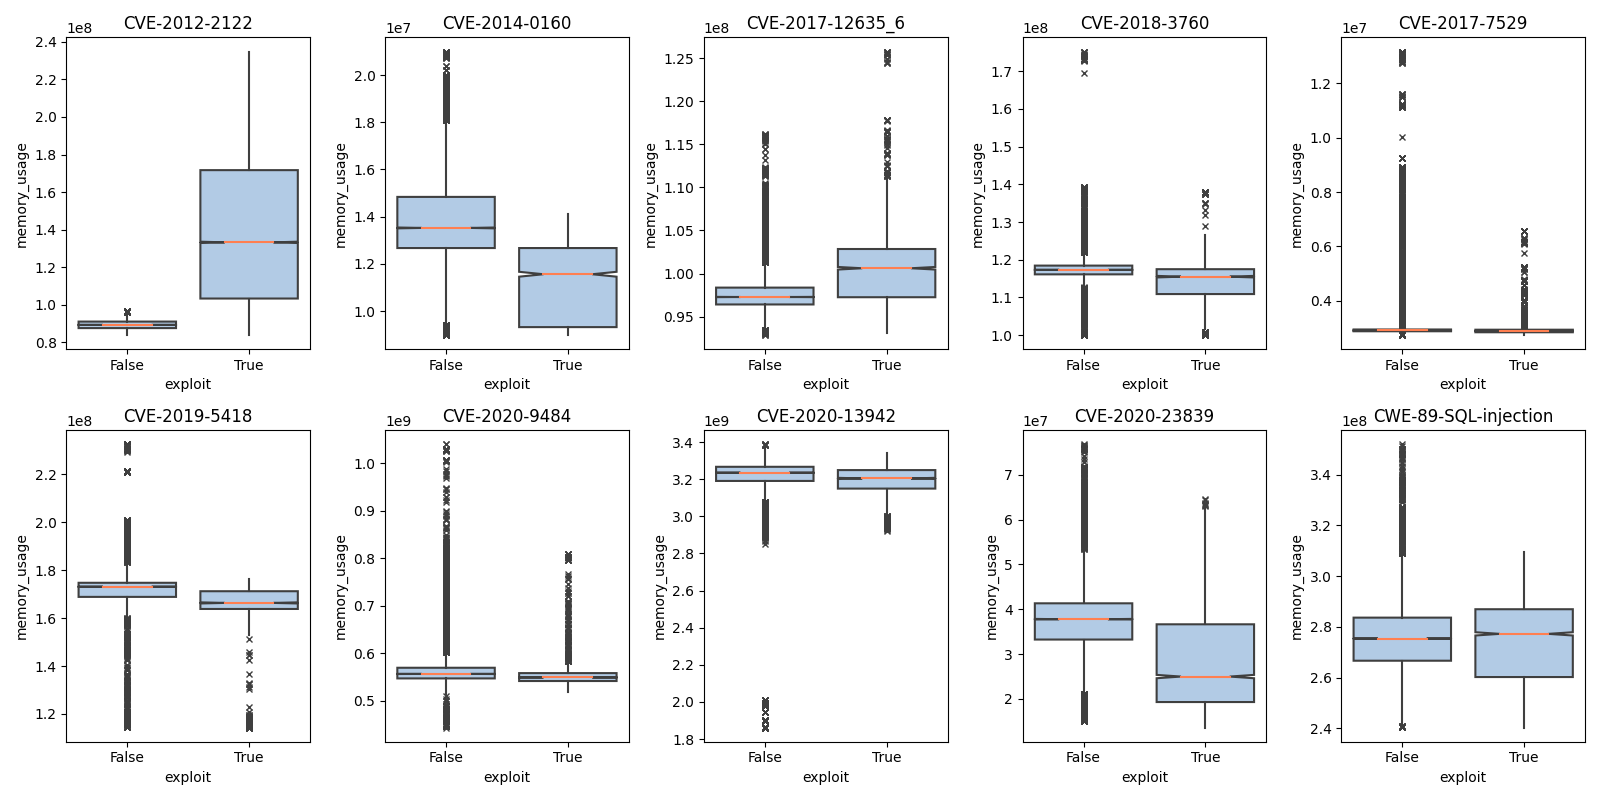 CVE-2012-2122
1e8
2.4
2.2
2.0
1.8
1.6
1.4
1.2
1.0
0.8
memory_usage
False
True
exploit
CVE-2014-0160
1e7
2.0
1.8
1.6
1.4
1.2
1.0
memory_usage
False
True
exploit
CVE-2017-12635_6
1e8
1.25
1.20
1.15
1.10
1.05
1.00
0.95
memory_usage
False
True
exploit
CVE-2018-3760
1e8
1.7
1.6
1.5
1.4
1.3
1.2
1.1
1.0
memory_usage
False
True
exploit
CVE-2017-7529
1e7
1.2
1.0
0.8
0.6
0.4
memory_usage
False
True
exploit
CVE-2019-5418
1e8
2.2
2.0
1.8
1.6
1.4
1.2
memory_usage
False
True
exploit
CVE-2020-9484
1e9
1.0
0.9
0.8
0.7
0.6
0.5
memory_usage
False
True
exploit
CVE-2020-13942
1e9
3.4
3.2
3.0
2.8
2.6
2.4
2.2
2.0
1.8
memory_usage
False
True
exploit
CVE-2020-23839
1e7
7
6
5
4
3
2
memory_usage
False
True
exploit
CWE-89-SQL-injection
1e8
3.4
3.2
3.0
2.8
2.6
2.4
memory_usage
False
True
exploit